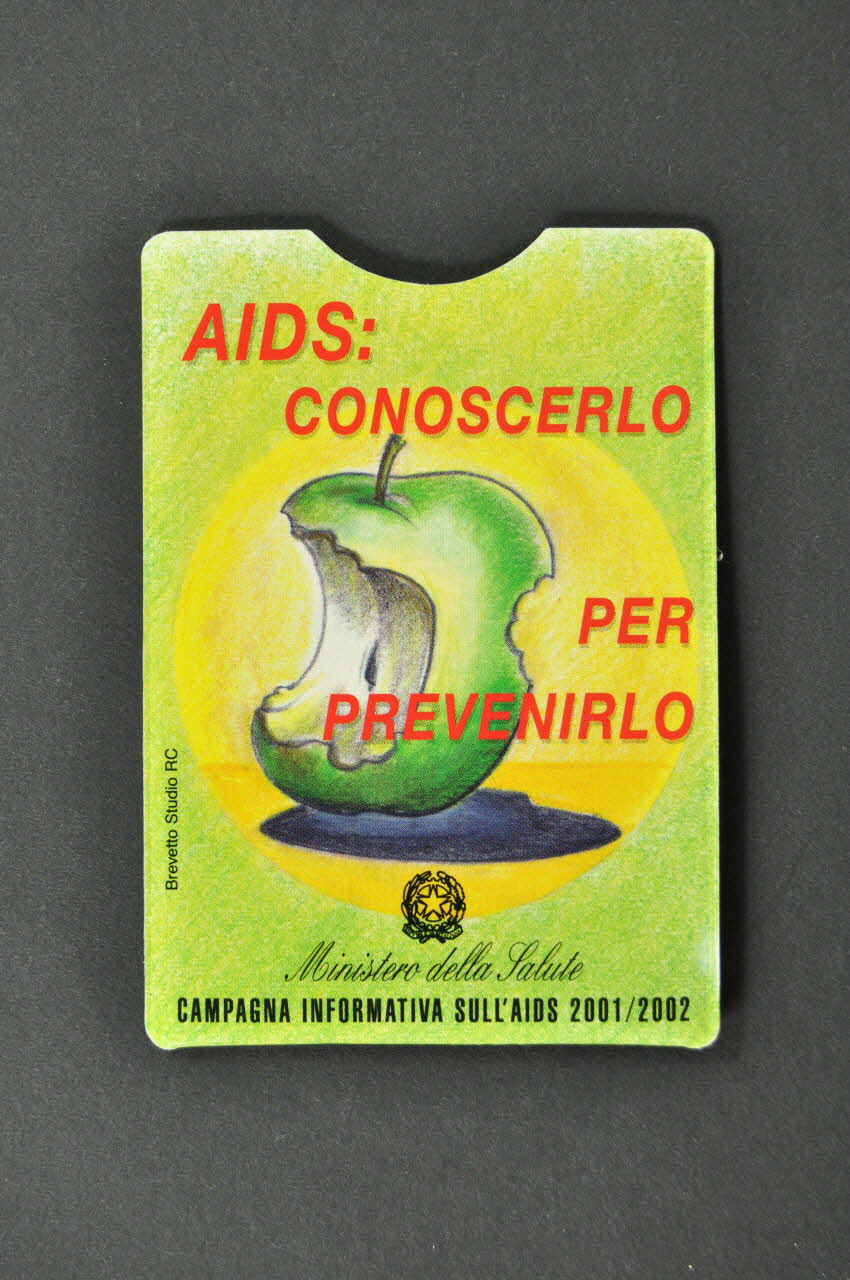 AIDS:
CONOSCERLO
PER
PREVENIRLO
Brevetto Studio RC
Ministero della Salute
CAMPAGNA INFORMATIVA SULL'AIDS 2001/2002